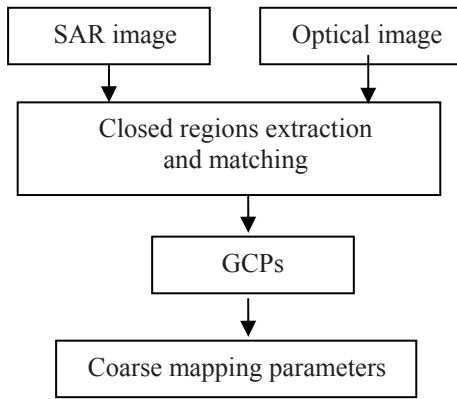 SAR image
Optical image
Closed regions extraction
and matching
GCPs
Coarse mapping parameters